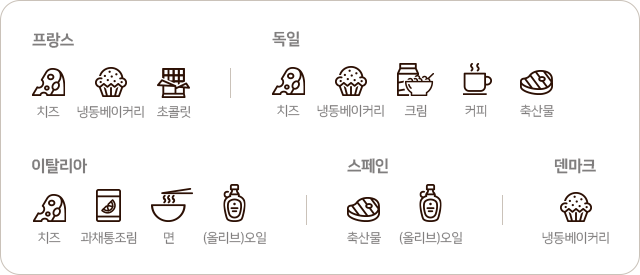 프랑스
치즈 냉동베이커리 초콜릿
독일
치즈 냉동베이커리 크림 커피 축산물
이탈리아
치즈 과채통조림 면 (올리브)오일
스페인
축산물 (올리브)오일
덴마크
냉동베이커리